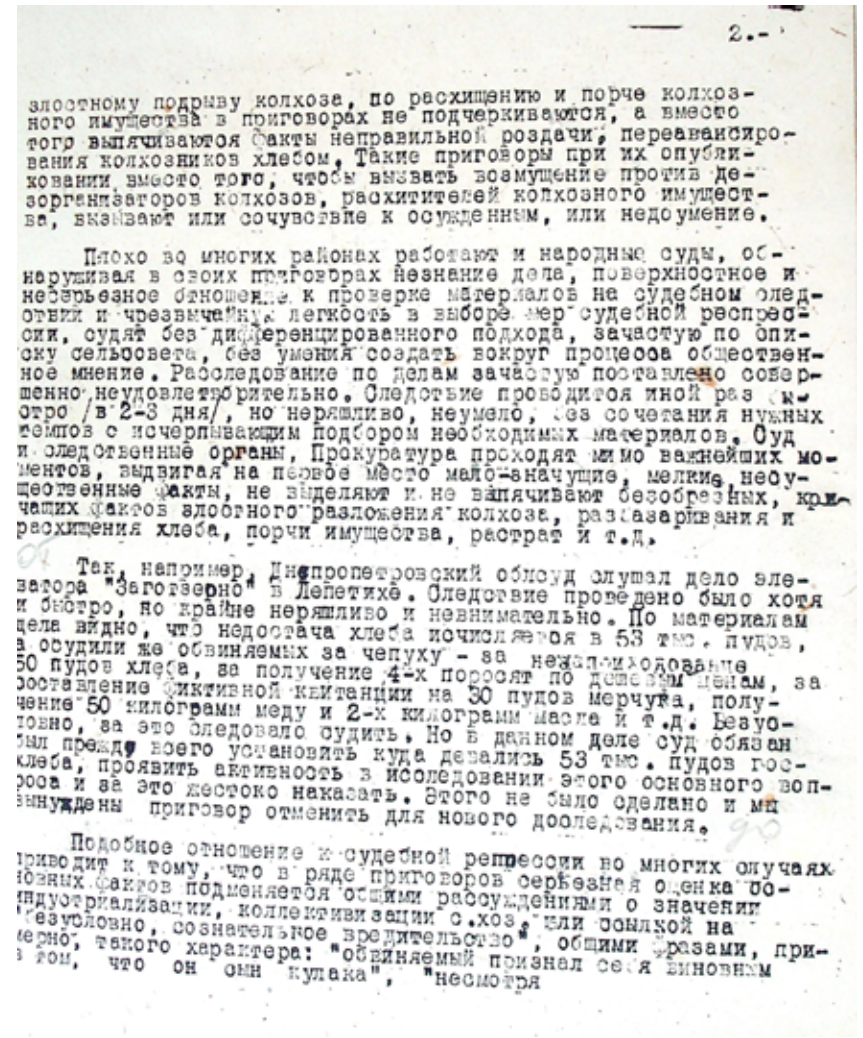 2.-
злостному подрыву колхоза, по расхищению и порче колхоз-
ного имущества в приговорах не подчеркиваются, а вместо
того выпячиваются факты неправильной роздачи, переавансиро-
вания колхозников хлебом. Такие приговоры при их опубли-
ковании вместо того, чтобы вызвать возмущение против де-
зорганизаторов колхозов, расхитителей колхозного имущест-
ва, вызывают или сочувствие к осужденным, или недоумение.
Плохо во многих районах работают и народные суды, об-
наруживая в своих приговорах незнание дела, поверхностное и
несерьезное отношение к проверке материалов на судебном след-
ствии и чрезвычайную легкость в выборе мер судебной респрес-
сии, судят без дифференцированного подхода, зачастую по спи-
ску сельсовета, без умения создать вокруг процесса обществен-
ное мнение. Расследование по делам зачастую поставлено совер-
шенно неудовлетворительно. Следствие проводится иной раз бы-
стро /в 2-3 дня/, но неряшливо, неумело, без сочетания нужных
темпов с исчерпывающим подбором необходимых материалов. Суд
и следственные органы, Прокуратура проходят мимо важнейших мо-
ментов, выдвигая на первое место мало-значущие, мелкие, несу-
щественные факты, не выделяют и не выпячивают безобразных, кри-
чащих фактов злостного разложения колхоза, разбазаривания и
расхищения хлеба, порчи имущества, растрат и т.д.
Так, например, Днепропетровский облсуд слушал дело эле-
ватора "Заготзерно" в Лепетихе. Следствие проведено было хотя
и быстро, но крайне неряшливо и невнимательно. По материалам
дела видно, что недостача хлеба исчисляется в 53 тыс. пудов,
а осудили же обвиняемых за чепуху - за незаприходование
50 пудов хлеба, за получение 4-х поросят по дешевым ценам, за
составление фиктивной квитанции на 30 пудов мерчука, полу-
чение 50 килограмм меду и 2-х килограмм масла и т.д. Безус-
ловно, за это следовало судить. Но в данном деле суд обязан
был прежде всего установить куда девались 53 тыс. пудов гос-
хлеба, проявить активность в исследовании этого основного воп-
роса и за это жестоко наказать. Этого не было сделано и мы
вынуждены приговор отменить для нового доследования.
до
Подобное отношение к судебной репрессии во многих случаях
приводит к тому, что в ряде приговоров серьезная оценка ос-
новных фактов подменяется общими рассуждениями о значении
индустриализации, коллективизации с.хоз. или ссылкой на
"безусловно, сознательное вредительство", общими фразами, при-
мерно, такого характера: "обвиняемый признал себя виновным
в том, что он сын кулака", "несмотря